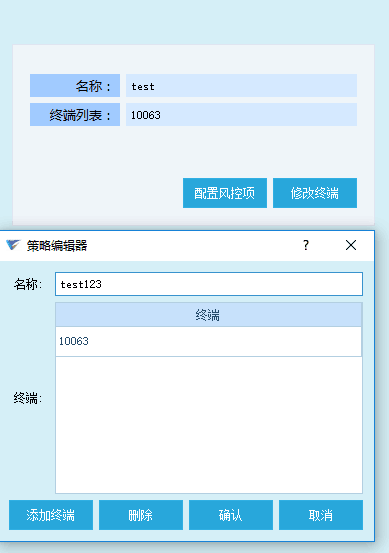 名称： test
终端列表： 10063
配置风控项 修改终端
策略编辑器 ?
名称： test123
终端
10063
终端：
添加终端 删除 确认 取消